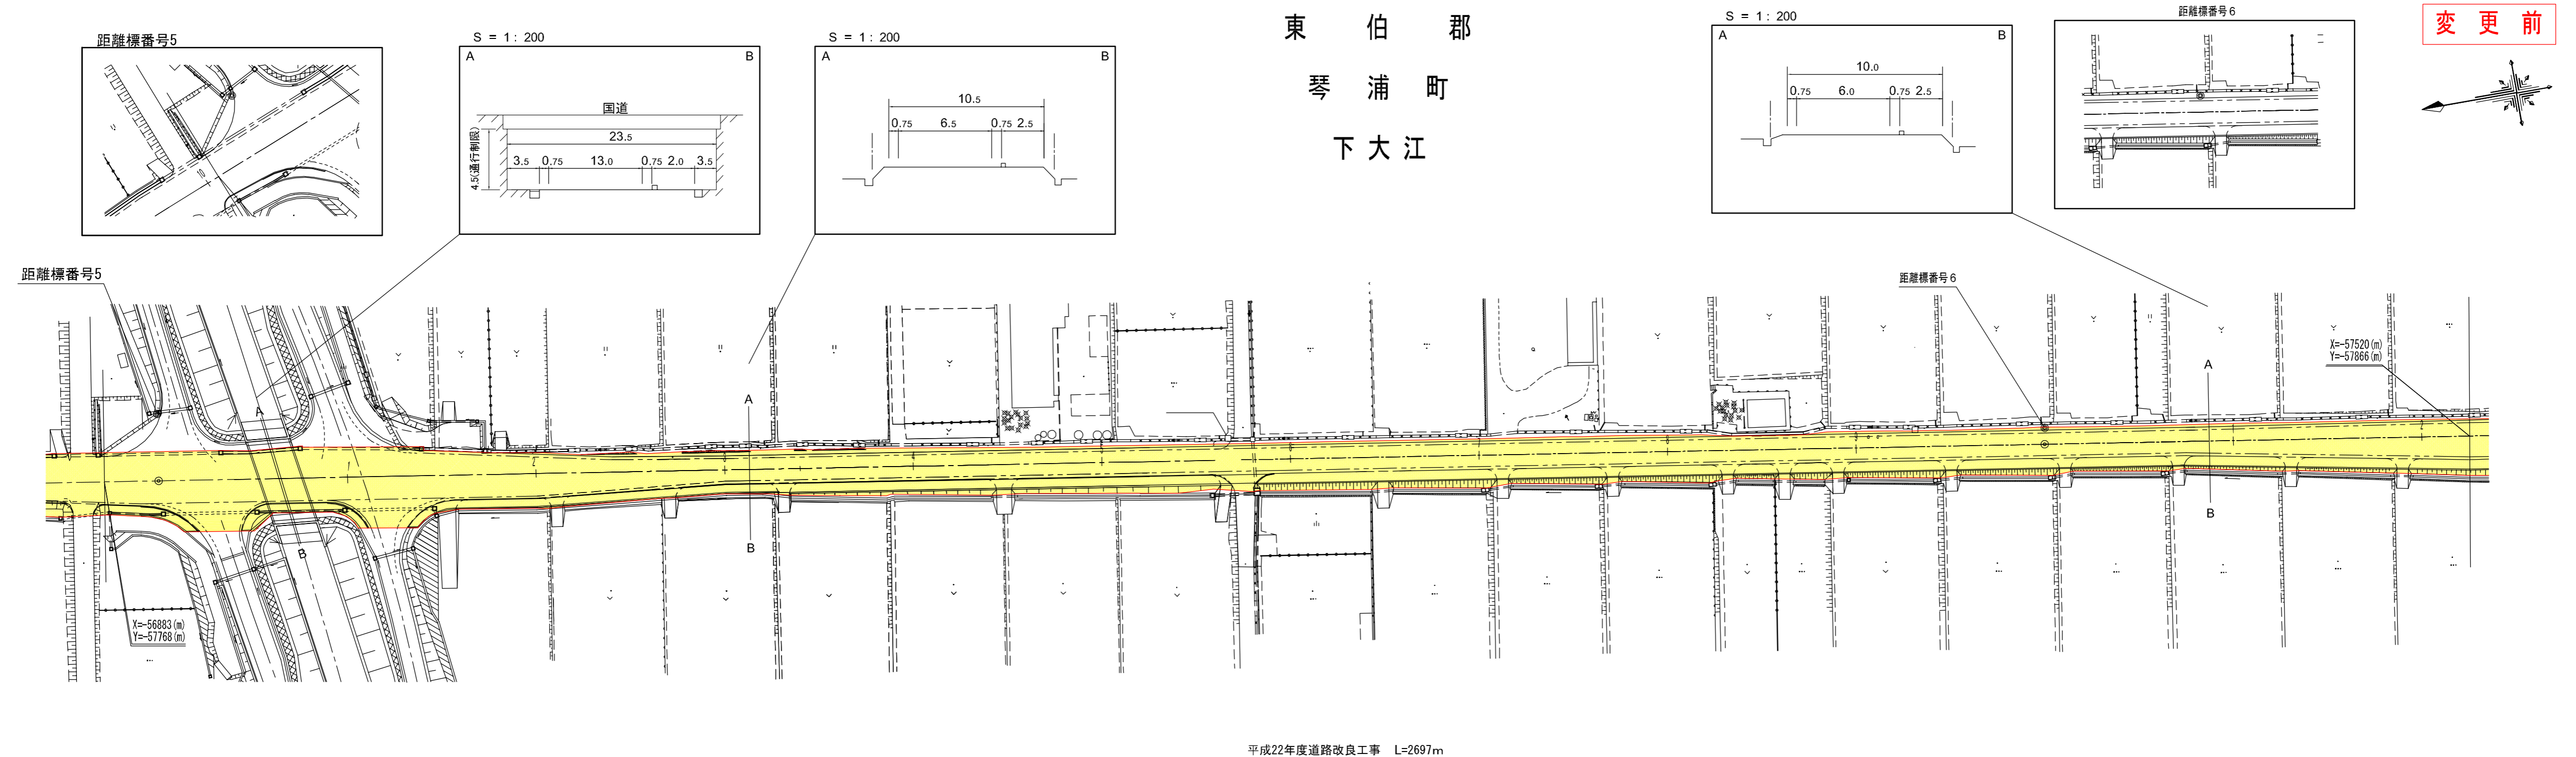 距離標番号5
S = 1 : 200
A B
国道
23.5
3.5 0.75 13.0 0.75 2.0 3.5
4.5(通行制限)
S = 1 : 200
A B
10.5
0.75 6.5 0.75 2.5
東伯郡
琴浦町
下大江
S = 1 : 200
A B
10.0
0.75 6.0 0.75 2.5
距離標番号6
変更前
距離標番号5
距離標番号6
X=-57520(m)
Y=-57866(m)
A
A
A
B
B
B
X=-56883(m)
Y=-57768(m)
平成22年度道路改良工事 L=2697m